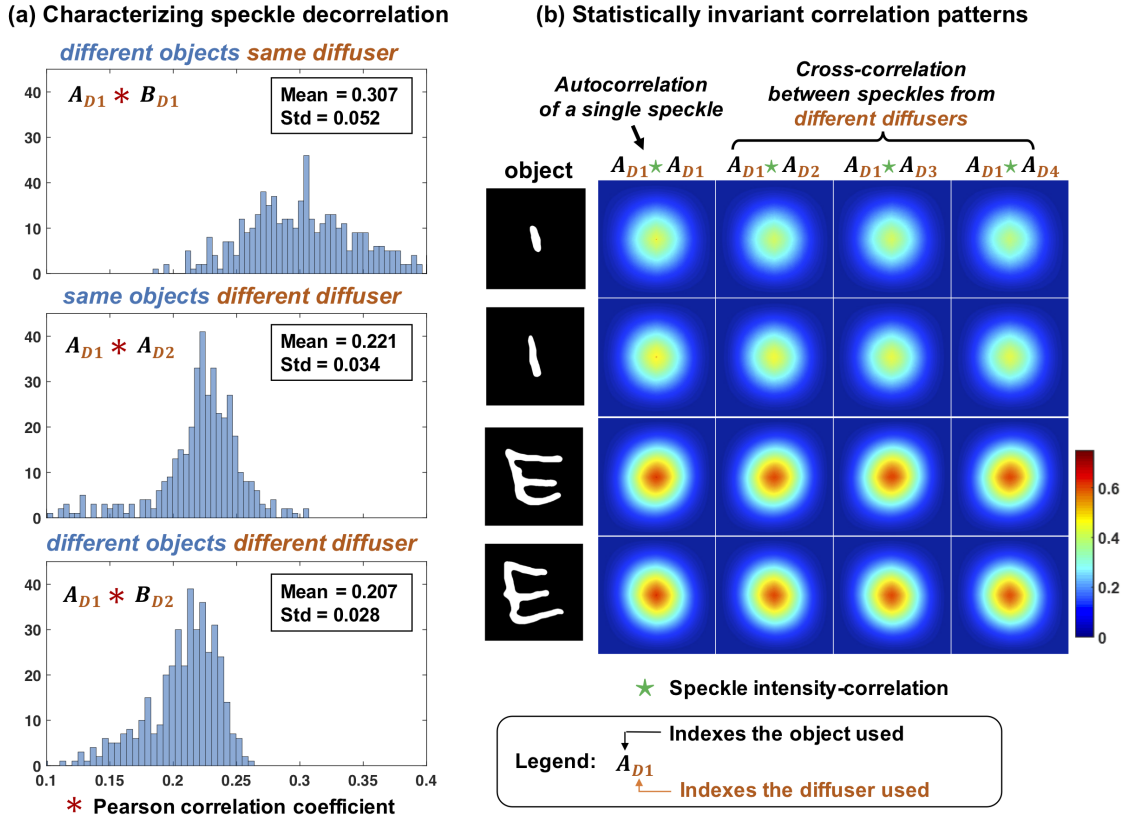 (a) Characterizing speckle decorrelation
different objects same diffuser
40
30
40
10
0
A_D1 * B_D1
Mean = 0.307
Std = 0.052
same objects different diffuser
40
30
20
10
0
A_D1 * A_D2
Mean = 0.221
Std = 0.034
different objects different diffuser
40
30
20
10
0
A_D1 * B_D2
Mean = 0.207
Std = 0.028
0.1 0.15 0.2 0.25 0.3 0.35 0.4
* Pearson correlation coefficient
(b) Statistically invariant correlation patterns
Autocorrelation
of a single speckle
Cross-correlation
between speckles from
different diffusers
object
A_D1 ★ A_D1 A_D1 ★ A_D2 A_D1 ★ A_D3 A_D1 ★ A_D4
0.6
0.4
0.2
0
★ Speckle intensity-correlation
Indexes the object used
Legend: A_D1
Indexes the diffuser used